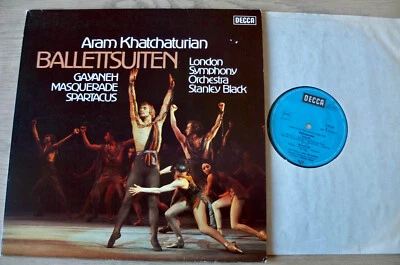 DECCA
Aram Khatchaturian
BALLETTSUITEN
GAYANEH
MASQUERADE
SPARTACUS
London
Symphony
Orchestra
Stanley Black
DECCA